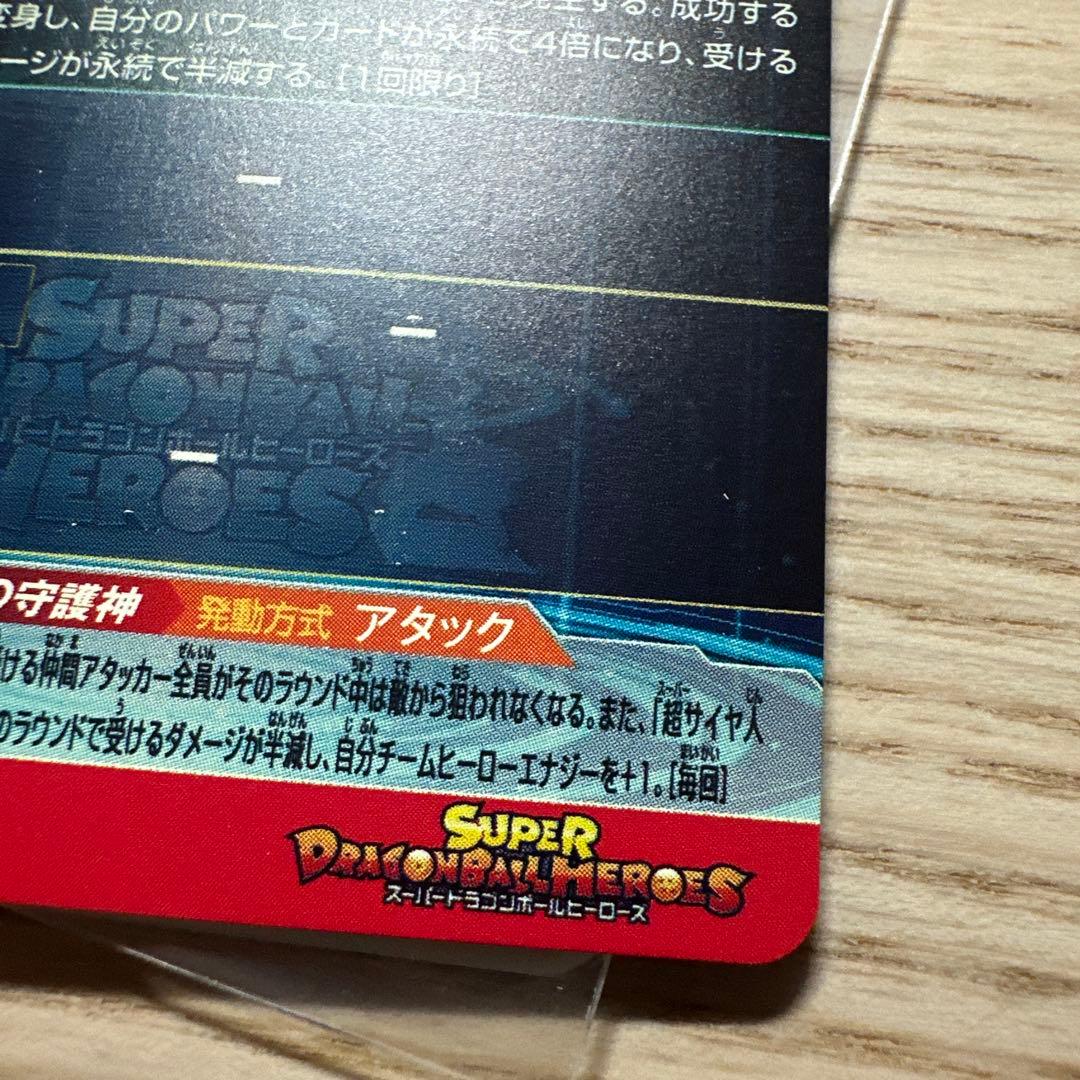 する。成功する
変身し、自分のパワーとガードが永続で4倍になり、受ける
ージが永続で半減する。[1回限り]
SUPER
DRAGONBALL
ードラゴンボールヒーローズ
HEROES
の守護神 発動方式 アタック
ける仲間アタッカー全員がそのラウンド中は敵から狙われなくなる。また、「超サイヤ人
のラウンドで受けるダメージが半減し、自分チームヒーローエナジーを+1。[毎回]
SUPER
DRAGONBALL HEROES
スーパードラゴンボールヒーローズ